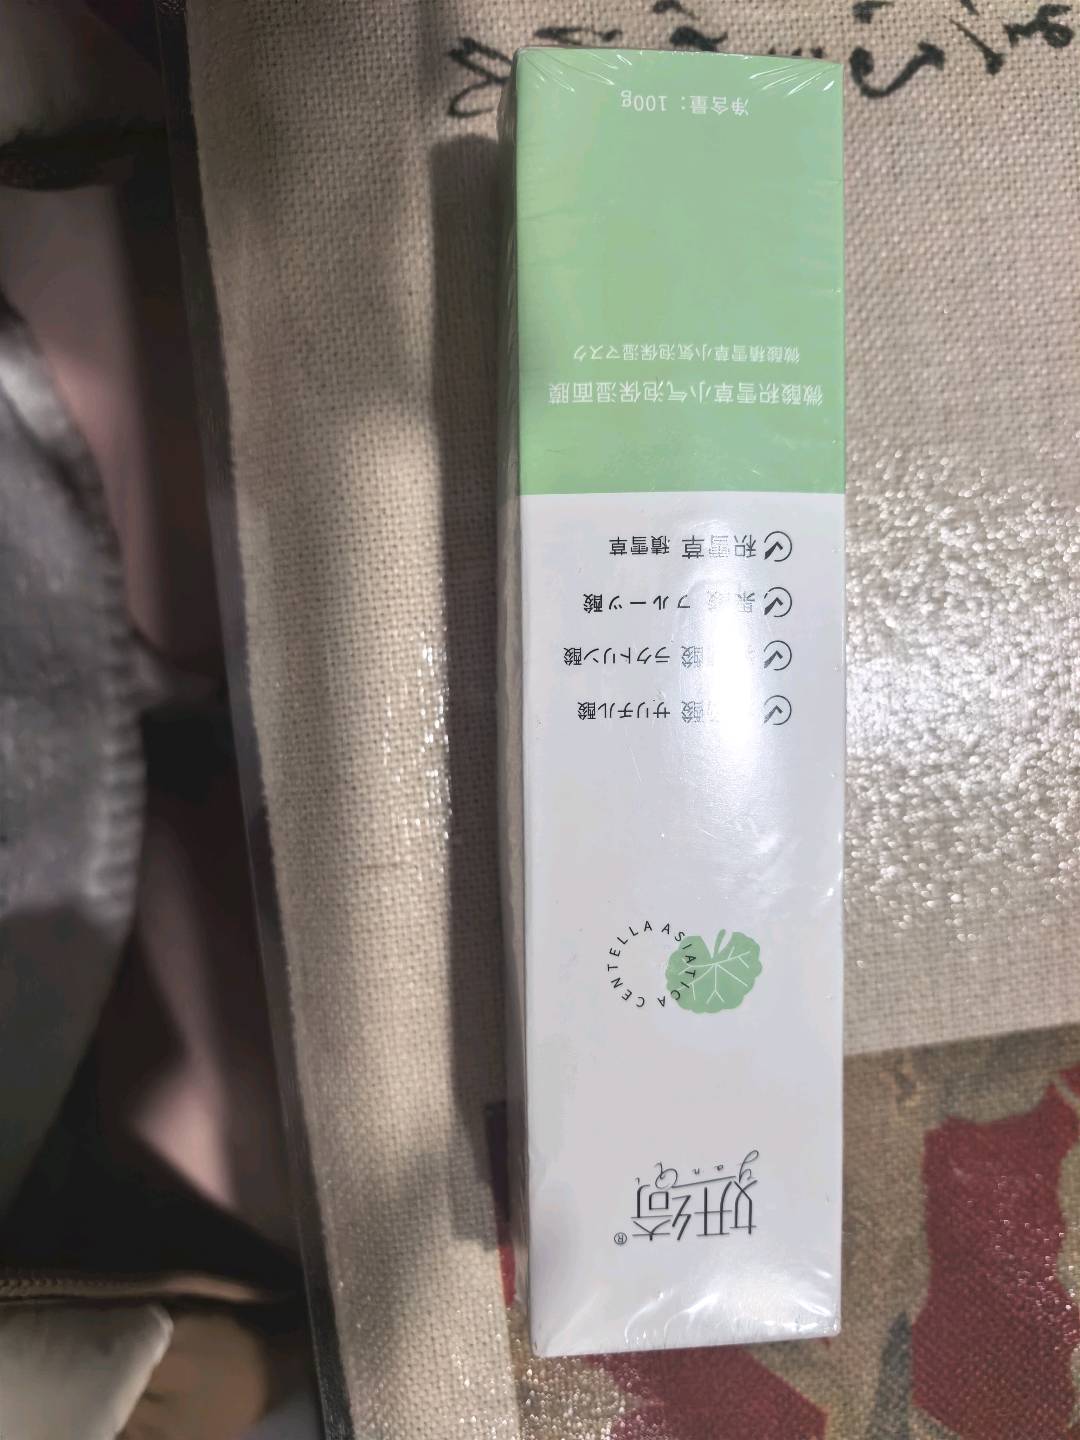 妍绮®
yanQi
CENTELLA ASIATICA
酸 サリチル酸
酸 ラクトリン酸
果酸 フルーツ酸
积雪草 積雪草
微酸积雪草小气泡保湿面膜
微酸積雪草小気泡保湿マスク
净含量：100g